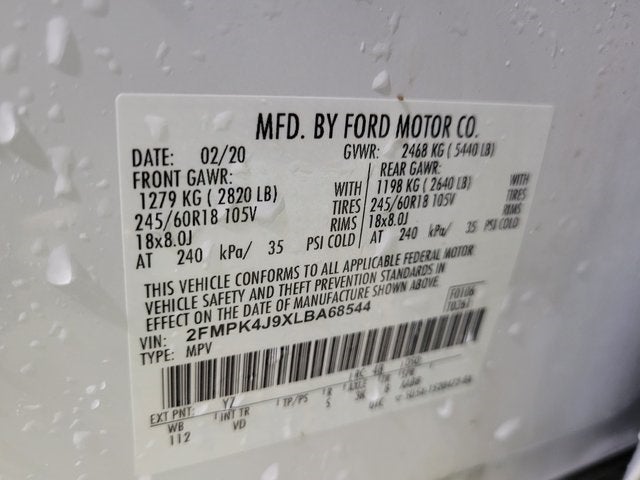 MFD. BY FORD MOTOR CO.
DATE: 02/20 GVWR: 2468 KG ( 5440 LB)
FRONT GAWR: REAR GAWR:
1279 KG ( 2820 LB) WITH 1198 KG ( 2640 LB) WITH
245/60R18 105V TIRES 245/60R18 105V TIRES
18x8.0J RIMS 18x8.0J RIMS
AT 240 kPa/ 35 PSI COLD AT 240 kPa/ 35 PSI COLD
THIS VEHICLE CONFORMS TO ALL APPLICABLE FEDERAL MOTOR
VEHICLE SAFETY AND THEFT PREVENTION STANDARDS IN
EFFECT ON THE DATE OF MANUFACTURE SHOWN ABOVE.
VIN: 2FMPK4J9XLBA68544 F0106
TYPE: MPV T0261
EXT PNT: YZ
WB INT TR TP/PS R
112 VD S